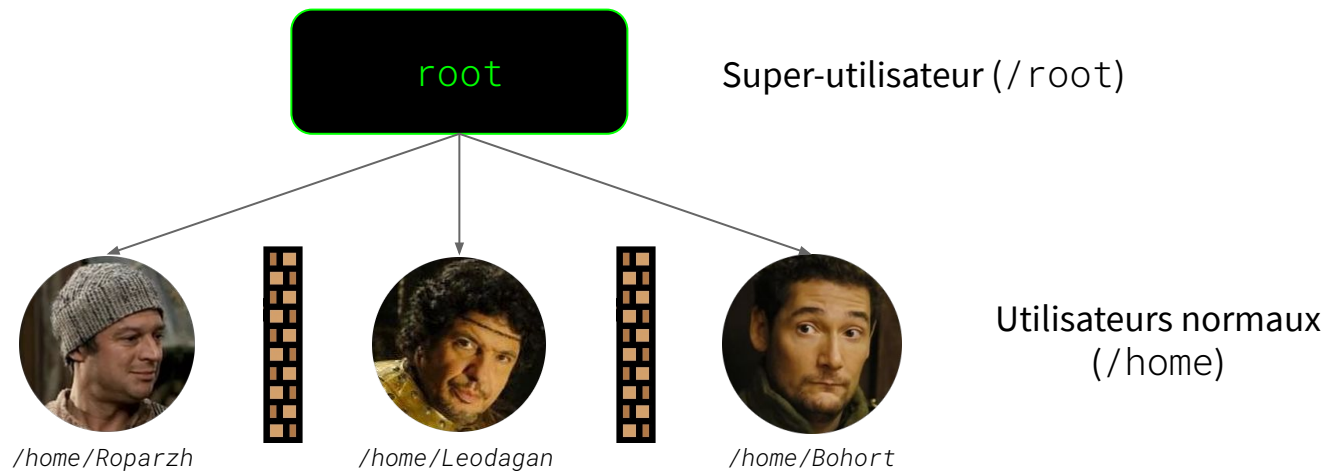 root
Super-utilisateur (/root)
Utilisateurs normaux
(/home)
/home/Roparzh
/home/Leodagan
/home/Bohort